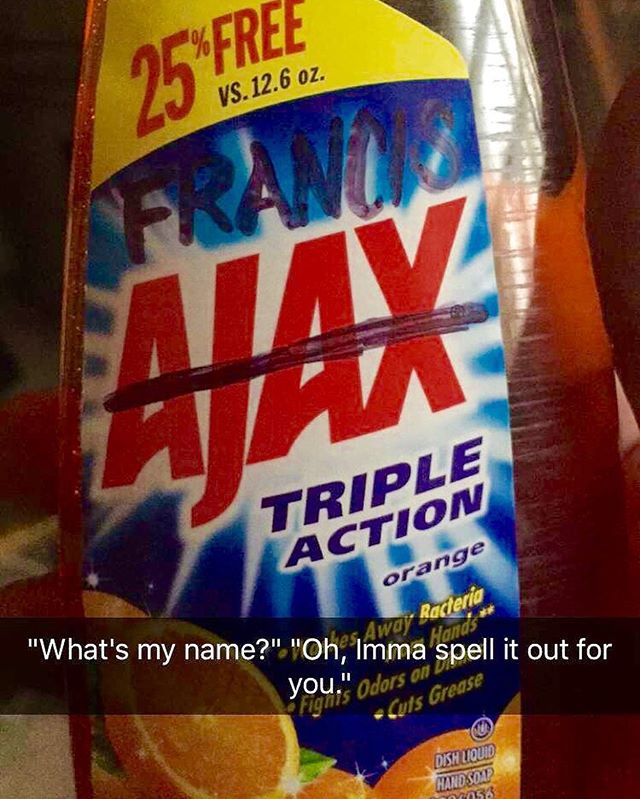 25% FREE
VS. 12.6 oz.
FRANCIS
AJAX
TRIPLE
ACTION
orange
Away Bacteria
Hands**
"What's my name?" "Oh, Imma spell it out for
you."
• Fights Odors on
• Cuts Grease
U
DISH LIQUID
HAND SOAP